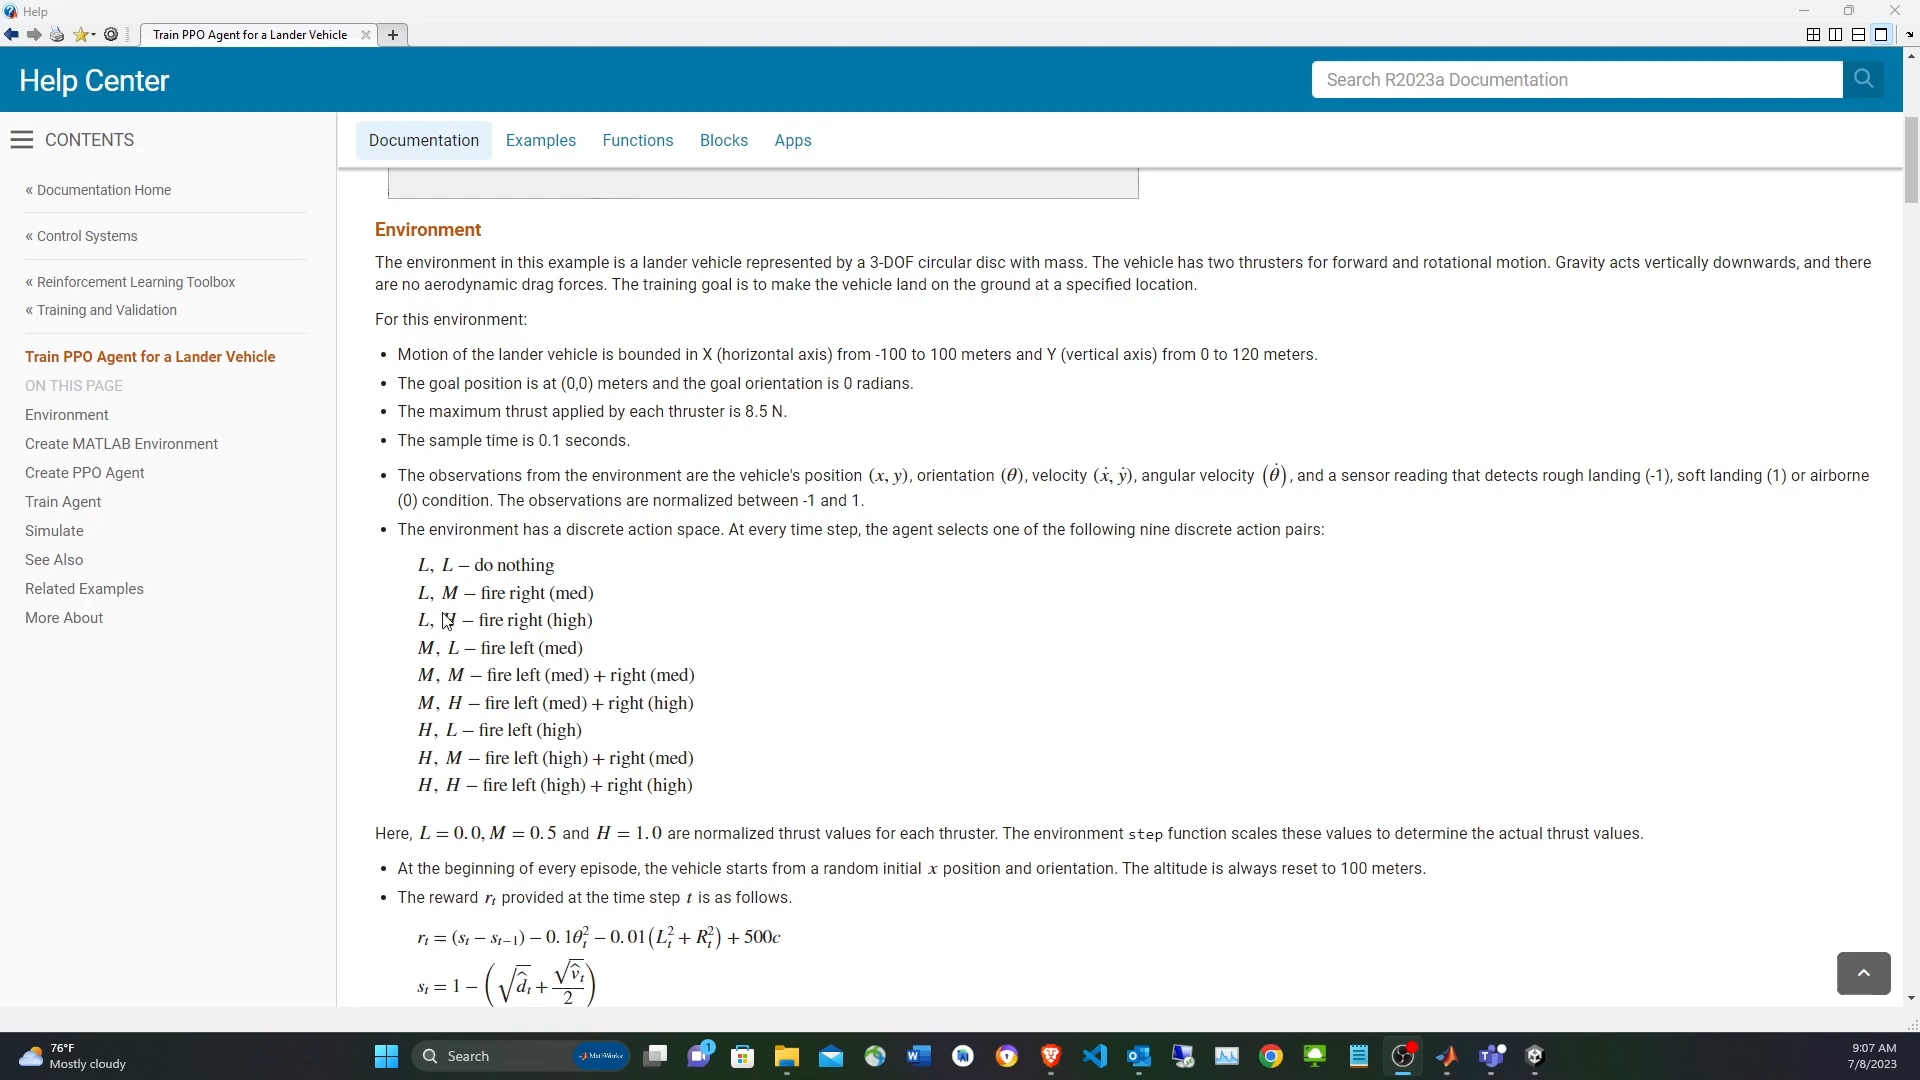 Help
Train PPO Agent for a Lander Vehicle
Help Center
Search R2023a Documentation
CONTENTS
Documentation Examples Functions Blocks Apps
« Documentation Home
« Control Systems
« Reinforcement Learning Toolbox
« Training and Validation
Train PPO Agent for a Lander Vehicle
ON THIS PAGE
Environment
Create MATLAB Environment
Create PPO Agent
Train Agent
Simulate
See Also
Related Examples
More About
Environment
The environment in this example is a lander vehicle represented by a 3-DOF circular disc with mass. The vehicle has two thrusters for forward and rotational motion. Gravity acts vertically downwards, and there
are no aerodynamic drag forces. The training goal is to make the vehicle land on the ground at a specified location.
For this environment:
• Motion of the lander vehicle is bounded in X (horizontal axis) from -100 to 100 meters and Y (vertical axis) from 0 to 120 meters.
• The goal position is at (0,0) meters and the goal orientation is 0 radians.
• The maximum thrust applied by each thruster is 8.5 N.
• The sample time is 0.1 seconds.
• The observations from the environment are the vehicle's position (x, y), orientation (θ), velocity (ẋ, ẏ), angular velocity (θ̇), and a sensor reading that detects rough landing (-1), soft landing (1) or airborne
(0) condition. The observations are normalized between -1 and 1.
• The environment has a discrete action space. At every time step, the agent selects one of the following nine discrete action pairs:
L, L – do nothing
L, M – fire right (med)
L, H – fire right (high)
M, L – fire left (med)
M, M – fire left (med) + right (med)
M, H – fire left (med) + right (high)
H, L – fire left (high)
H, M – fire left (high) + right (med)
H, H – fire left (high) + right (high)
Here, L = 0.0, M = 0.5 and H = 1.0 are normalized thrust values for each thruster. The environment step function scales these values to determine the actual thrust values.
• At the beginning of every episode, the vehicle starts from a random initial x position and orientation. The altitude is always reset to 100 meters.
• The reward rₜ provided at the time step t is as follows.
rₜ = (sₜ − sₜ₋₁) − 0.1θₜ² − 0.01(Lₜ² + Rₜ²) + 500c
sₜ = 1 − (√d̂ₜ + √v̂ₜ / 2)
76°F
Mostly cloudy
Search
MathWorks
1
9:07 AM
7/8/2023